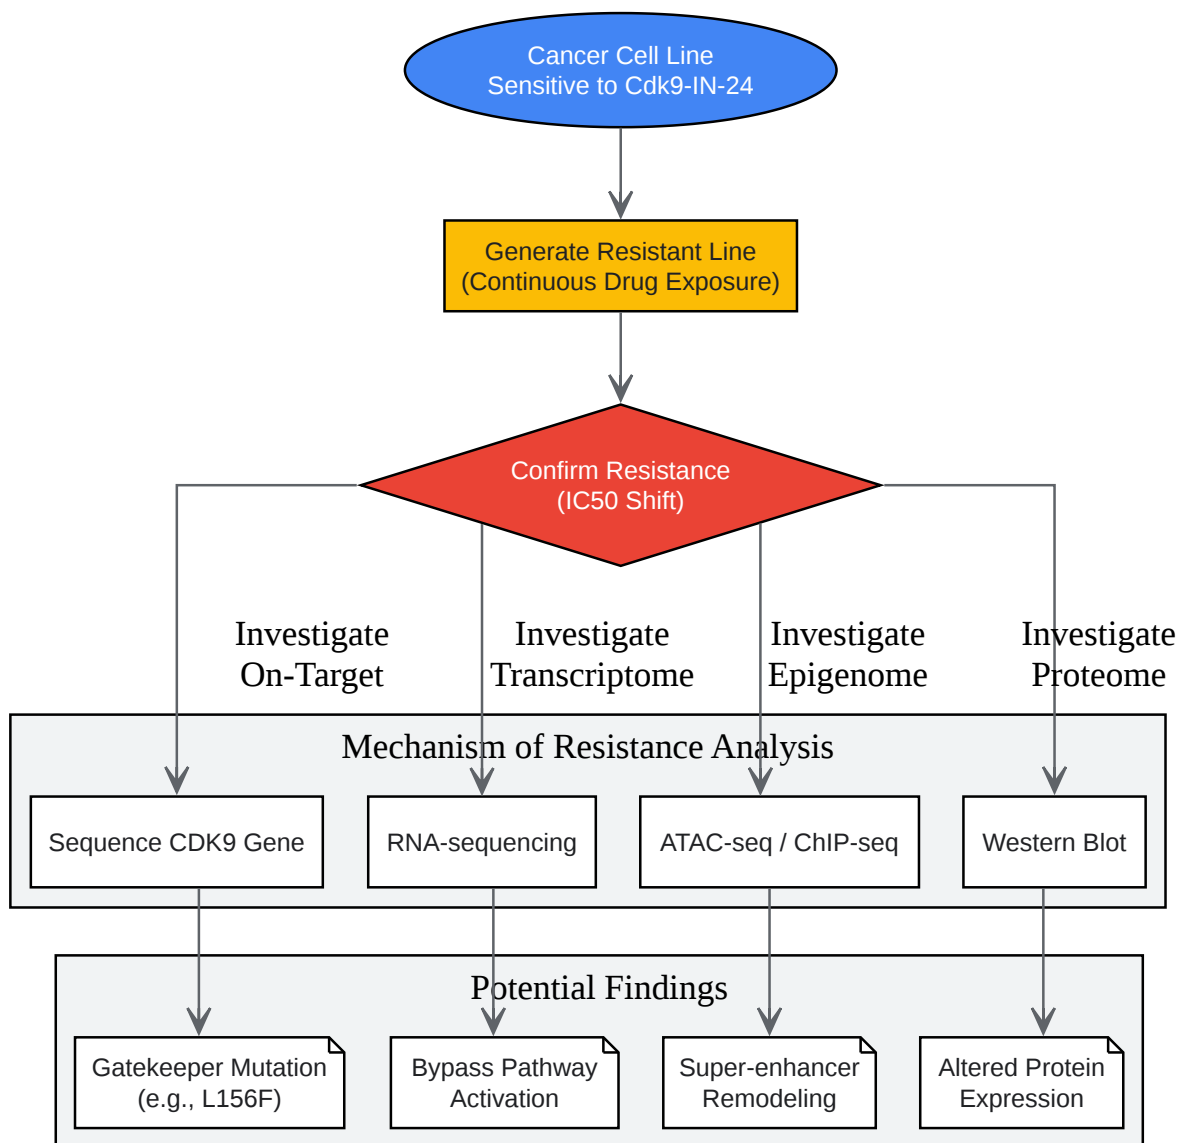 Cancer Cell Line
Sensitive to Cdk9-IN-24
Generate Resistant Line
(Continuous Drug Exposure)
Confirm Resistance
(IC50 Shift)
Investigate
On-Target
Investigate
Transcriptome
Investigate
Epigenome
Investigate
Proteome
Mechanism of Resistance Analysis
Sequence CDK9 Gene
RNA-sequencing
ATAC-seq / ChIP-seq
Western Blot
Potential Findings
Gatekeeper Mutation
(e.g., L156F)
Bypass Pathway
Activation
Super-enhancer
Remodeling
Altered Protein
Expression